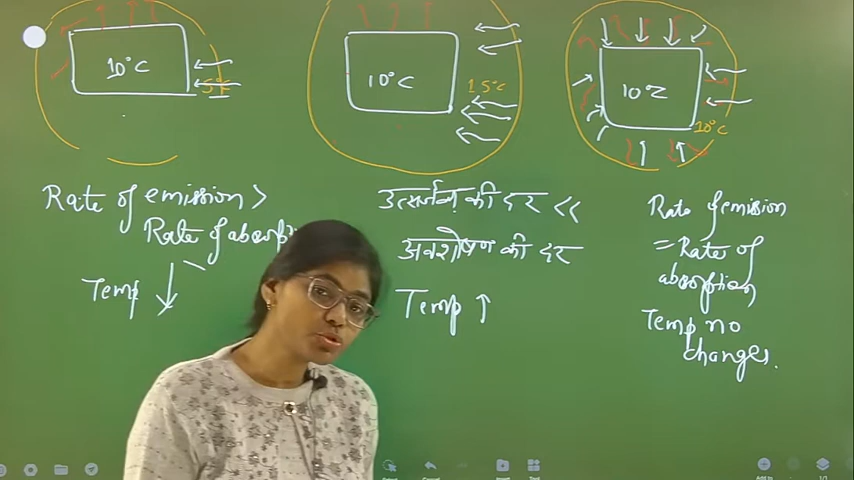 10°C
5°C
10°C
15°C
10°C
10°C
Rate of emission >
Rate of absorpti
Temp ↓
उत्सर्जन की दर <<
अवशोषण की दर
Temp ↑
Rate of emission
= Rate of
absorption
Temp no
changes.